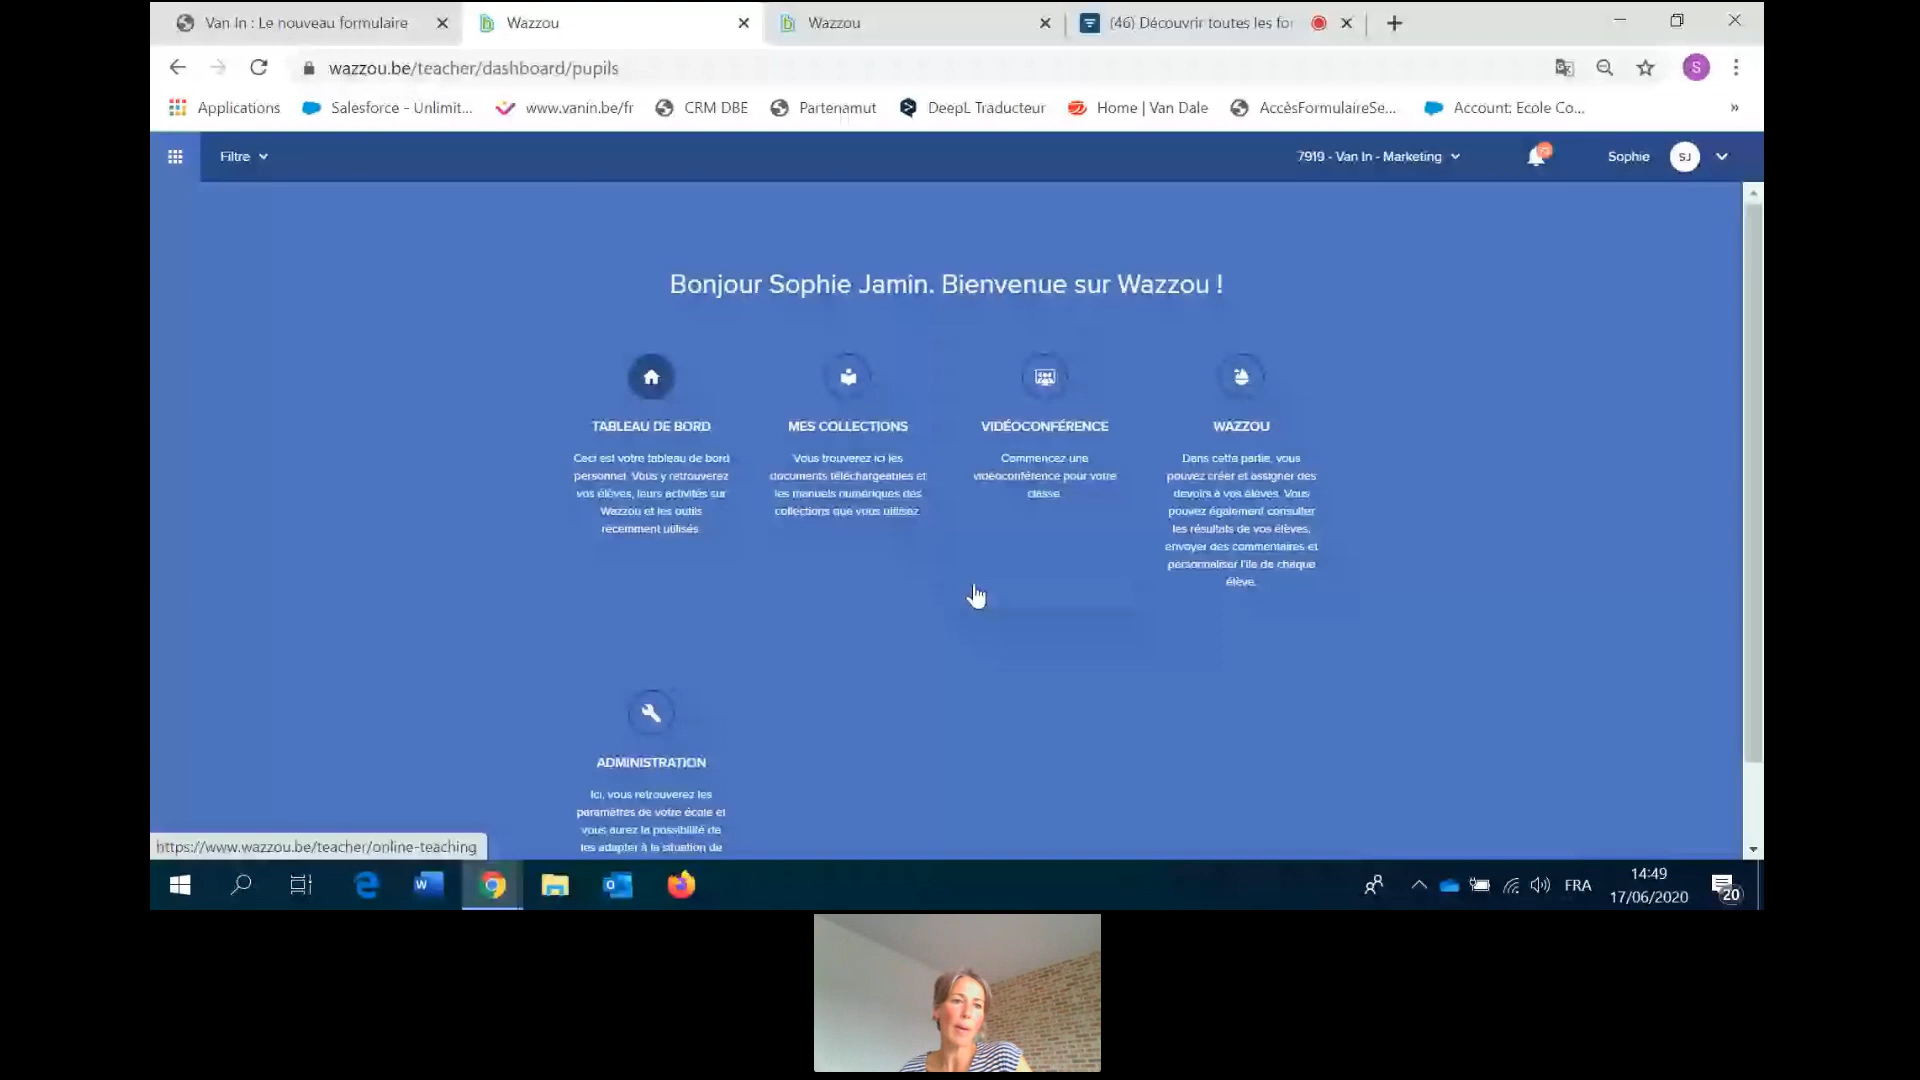 Van In : Le nouveau formulaire
Wazzou
Wazzou
(46) Découvrir toutes les for
wazzou.be/teacher/dashboard/pupils
S
Applications
Salesforce - Unlimit...
www.vanin.be/fr
CRM DBE
Partenamut
DeepL Traducteur
Home | Van Dale
AccèsFormulaireSe...
Account: Ecole Co...
»
Filtre
7919 - Van In - Marketing
Sophie
SJ
Bonjour Sophie Jamin. Bienvenue sur Wazzou !
TABLEAU DE BORD
Ceci est votre tableau de bord
personnel. Vous y retrouverez
vos élèves, leurs activités sur
Wazzou et les outils
récemment utilisés.
MES COLLECTIONS
Vous trouverez ici les
documents téléchargeables et
les manuels numériques des
collections que vous utilisez.
VIDÉOCONFÉRENCE
Commencez une
vidéoconférence pour votre
classe.
WAZZOU
Dans cette partie, vous
pouvez créer et assigner des
devoirs à vos élèves. Vous
pouvez également consulter
les résultats de vos élèves,
envoyer des commentaires et
personnaliser l'île de chaque
élève.
ADMINISTRATION
Ici, vous retrouverez les
paramètres de votre école et
vous aurez la possibilité de
les adapter à la situation de
https://www.wazzou.be/teacher/online-teaching
FRA
14:49
17/06/2020
20